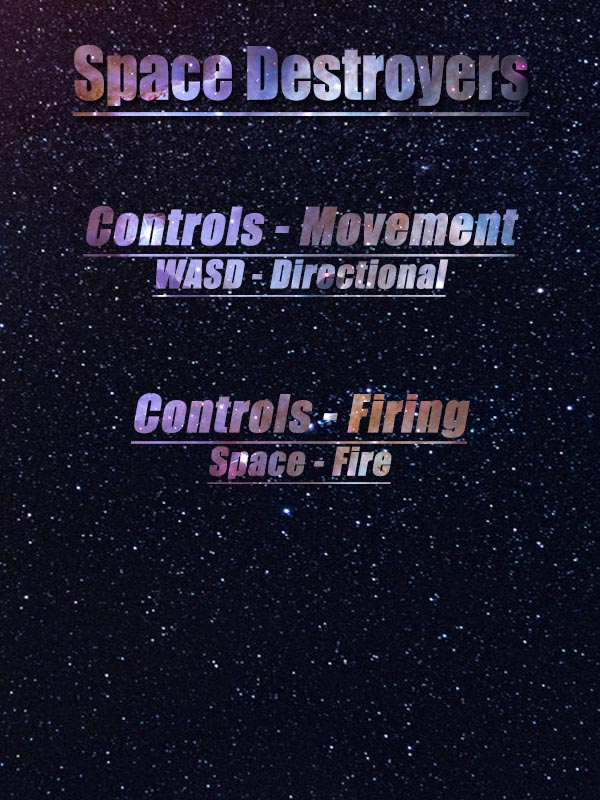 Space Destroyers
Controls - Movement
WASD - Directional
Controls - Firing
Space - Fire